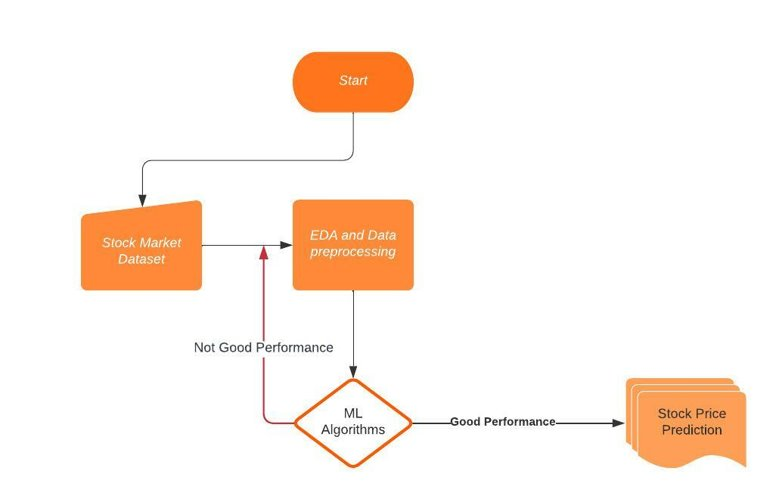 Start
Stock Market
Dataset
EDA and Data
preprocessing
Not Good Performance
ML
Algorithms
Good Performance
Stock Price
Prediction